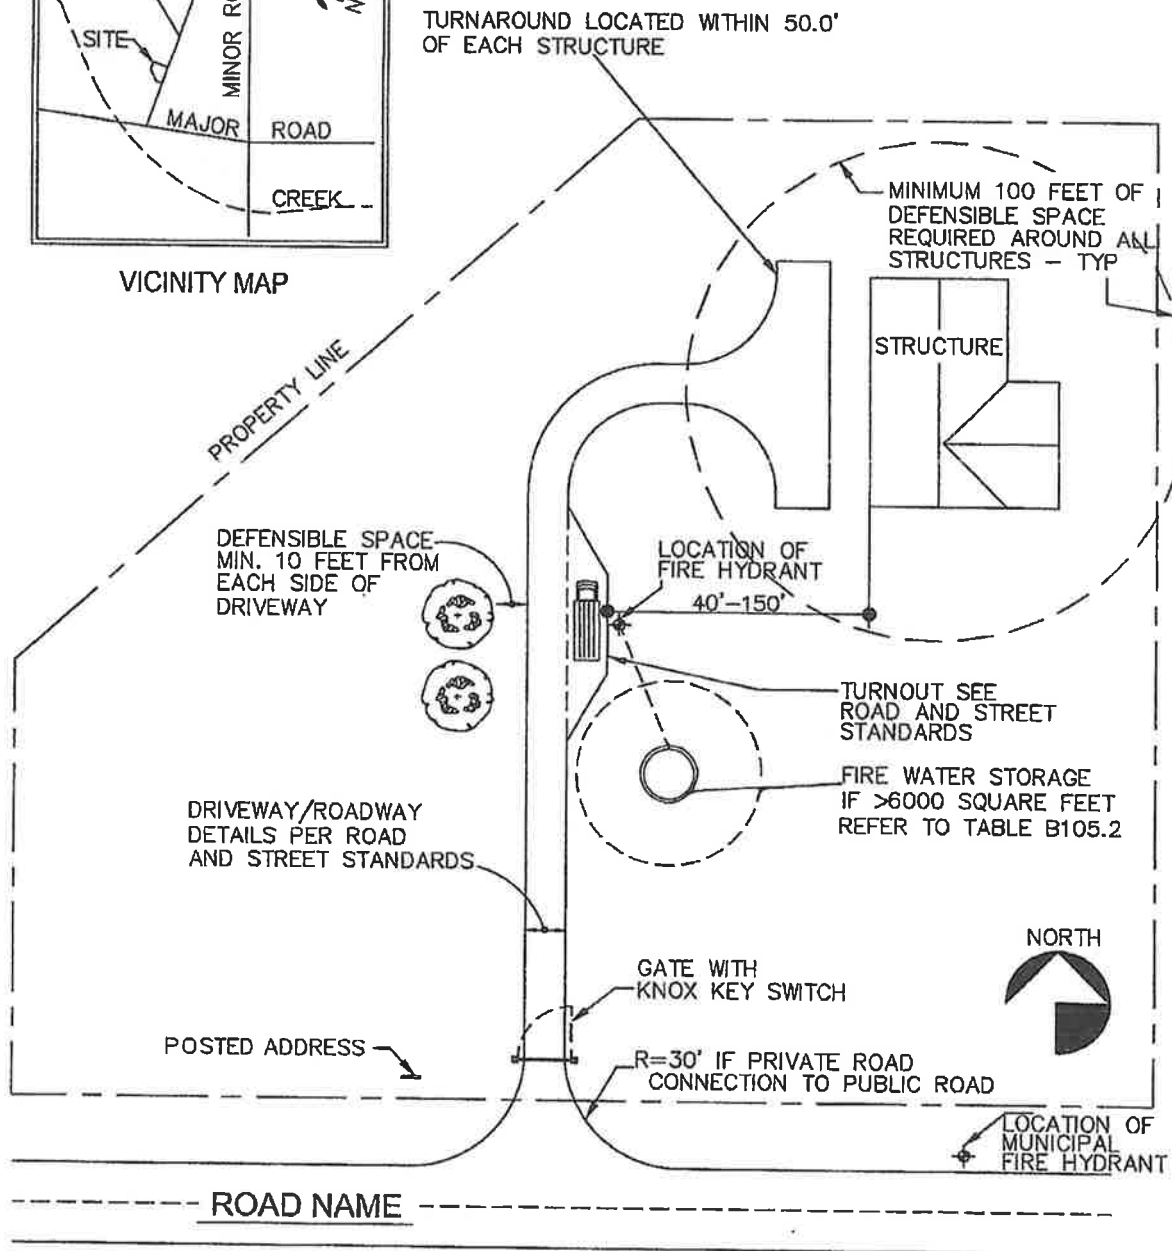 MINOR RO
SITE
MAJOR ROAD
CREEK
VICINITY MAP
TURNAROUND LOCATED WITHIN 50.0'
OF EACH STRUCTURE
MINIMUM 100 FEET OF
DEFENSIBLE SPACE
REQUIRED AROUND ALL
STRUCTURES – TYP
STRUCTURE
PROPERTY LINE
DEFENSIBLE SPACE
MIN. 10 FEET FROM
EACH SIDE OF
DRIVEWAY
LOCATION OF
FIRE HYDRANT
40'–150'
TURNOUT SEE
ROAD AND STREET
STANDARDS
FIRE WATER STORAGE
IF >6000 SQUARE FEET
REFER TO TABLE B105.2
DRIVEWAY/ROADWAY
DETAILS PER ROAD
AND STREET STANDARDS
NORTH
GATE WITH
KNOX KEY SWITCH
POSTED ADDRESS
R=30' IF PRIVATE ROAD
CONNECTION TO PUBLIC ROAD
LOCATION OF
MUNICIPAL
FIRE HYDRANT
ROAD NAME